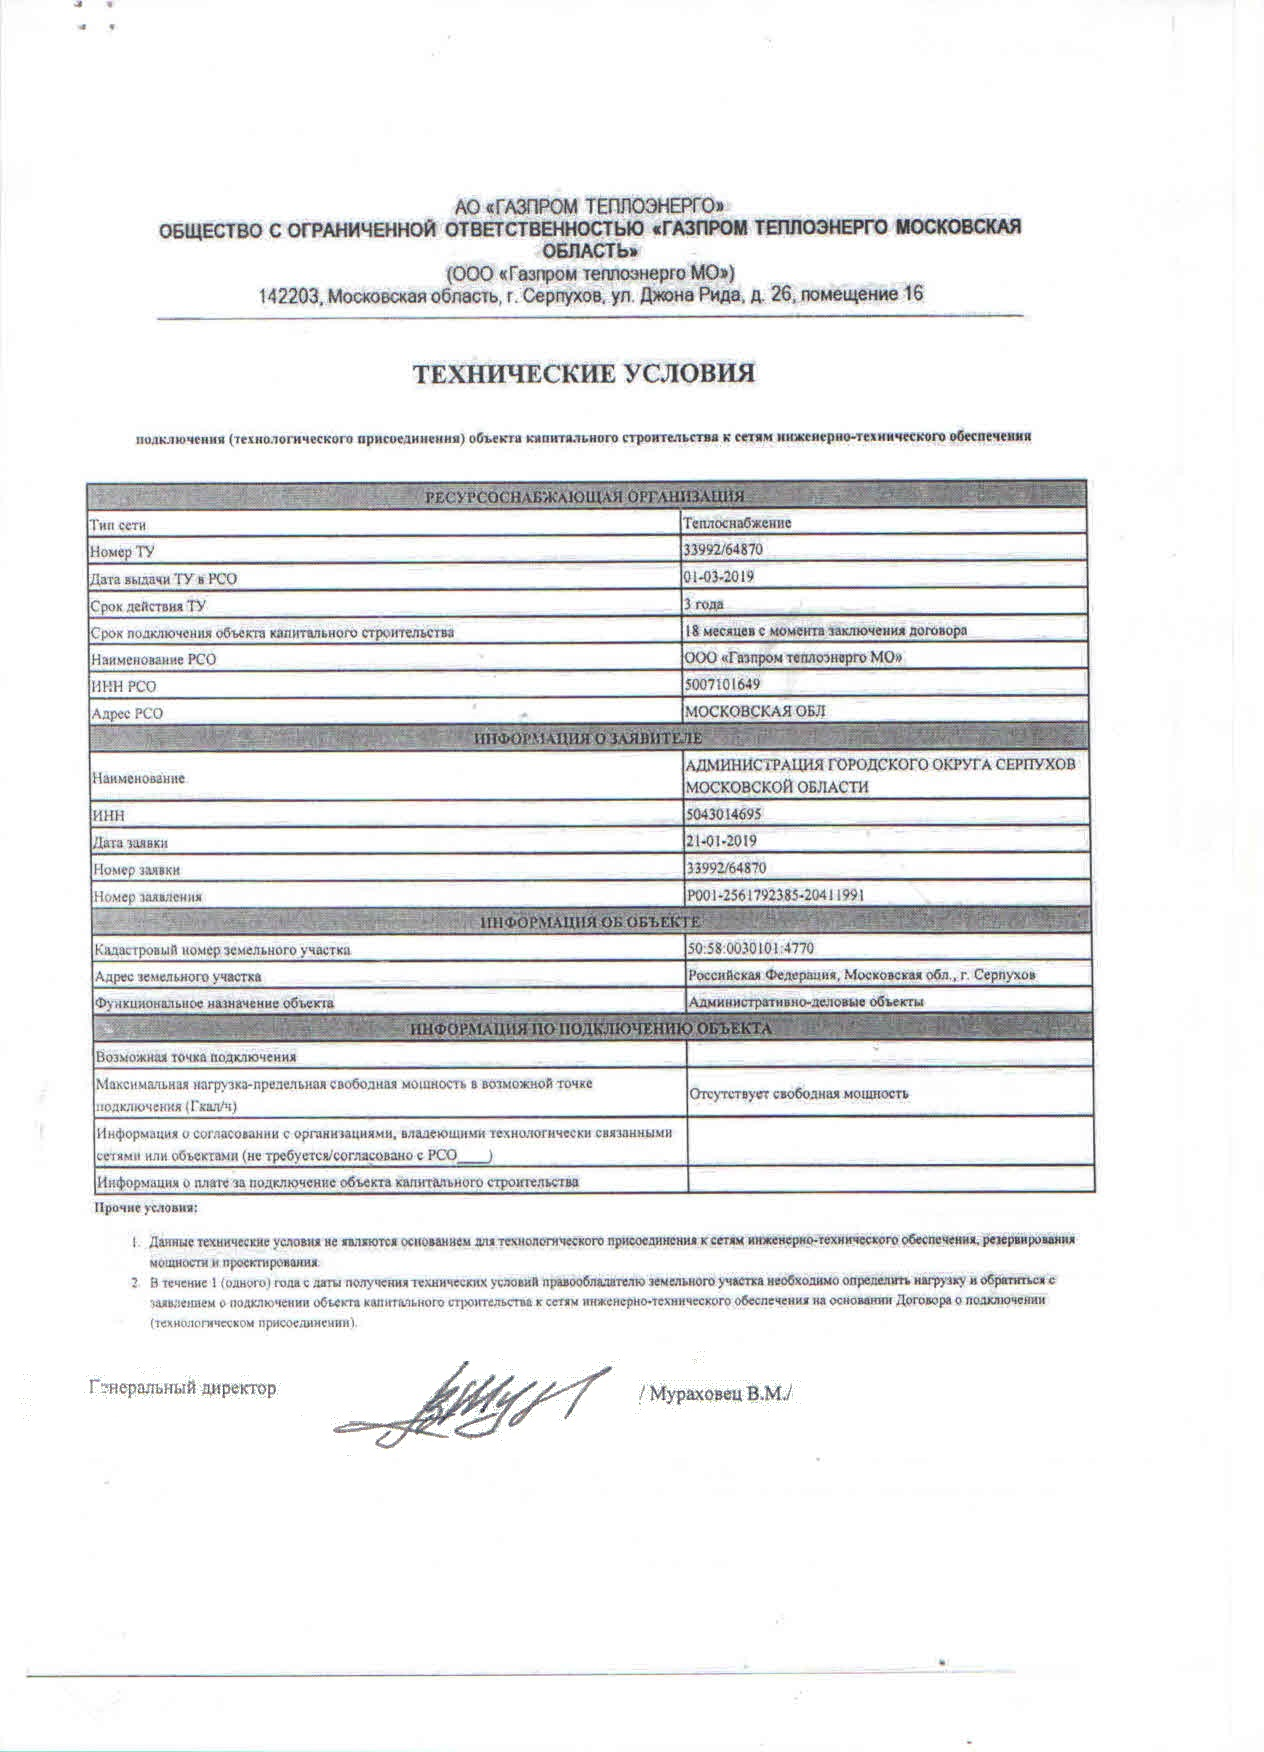 АО «ГАЗПРОМ ТЕПЛОЭНЕРГО»
ОБЩЕСТВО С ОГРАНИЧЕННОЙ ОТВЕТСТВЕННОСТЬЮ «ГАЗПРОМ ТЕПЛОЭНЕРГО МОСКОВСКАЯ
ОБЛАСТЬ»
(ООО «Газпром теплоэнерго МО»)
142203, Московская область, г. Серпухов, ул. Джона Рида, д. 26, помещение 16
ТЕХНИЧЕСКИЕ УСЛОВИЯ
подключения (технологического присоединения) объекта капитального строительства к сетям инженерно-технического обеспечения
РЕСУРСОСНАБЖАЮЩАЯ ОРГАНИЗАЦИЯ
Тип сети Теплоснабжение
Номер ТУ 33992/64870
Дата выдачи ТУ в РСО 01-03-2019
Срок действия ТУ 3 года
Срок подключения объекта капитального строительства 18 месяцев с момента заключения договора
Наименование РСО ООО «Газпром теплоэнерго МО»
ИНН РСО 5007101649
Адрес РСО МОСКОВСКАЯ ОБЛ
ИНФОРМАЦИЯ О ЗАЯВИТЕЛЕ
Наименование АДМИНИСТРАЦИЯ ГОРОДСКОГО ОКРУГА СЕРПУХОВ
МОСКОВСКОЙ ОБЛАСТИ
ИНН 5043014695
Дата заявки 21-01-2019
Номер заявки 33992/64870
Номер заявления P001-2561792385-20411991
ИНФОРМАЦИЯ ОБ ОБЪЕКТЕ
Кадастровый номер земельного участка 50:58:0030101:4770
Адрес земельного участка Российская Федерация, Московская обл., г. Серпухов
Функциональное назначение объекта Административно-деловые объекты
ИНФОРМАЦИЯ ПО ПОДКЛЮЧЕНИЮ ОБЪЕКТА
Возможная точка подключения
Максимальная нагрузка-предельная свободная мощность в возможной точке
подключения (Гкал/ч) Отсутствует свободная мощность
Информация о согласовании с организациями, владеющими технологически связанными
сетями или объектами (не требуется/согласовано с РСО____)
Информация о плате за подключение объекта капитального строительства
Прочие условия:
1. Данные технические условия не являются основанием для технологического присоединения к сетям инженерно-технического обеспечения, резервирования
мощности и проектирования.
2. В течение 1 (одного) года с даты получения технических условий правообладателю земельного участка необходимо определить нагрузку и обратиться с
заявлением о подключении объекта капитального строительства к сетям инженерно-технического обеспечения на основании Договора о подключении
(технологическом присоединении).
Генеральный директор / Мураховец В.М./